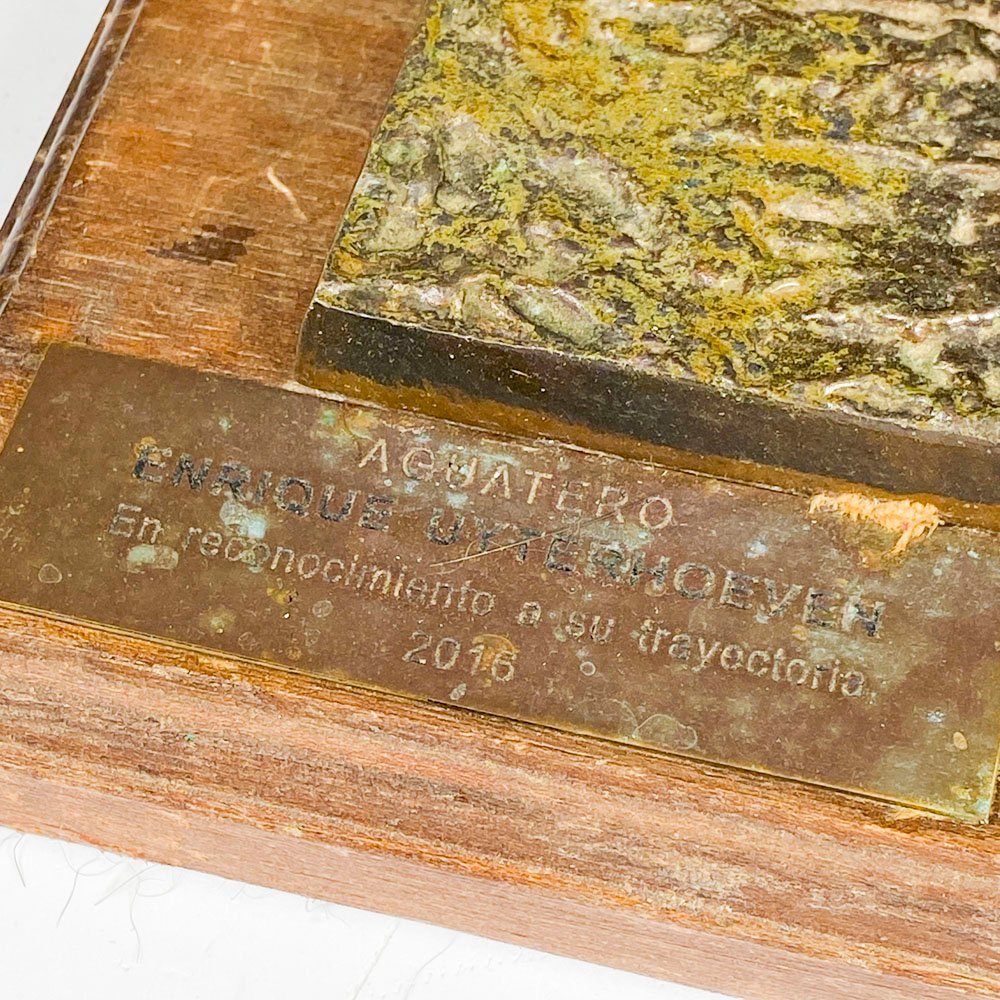 AGUATERO
ENRIQUE UYTERHOEVEN
En reconocimiento a su trayectoria.
2016